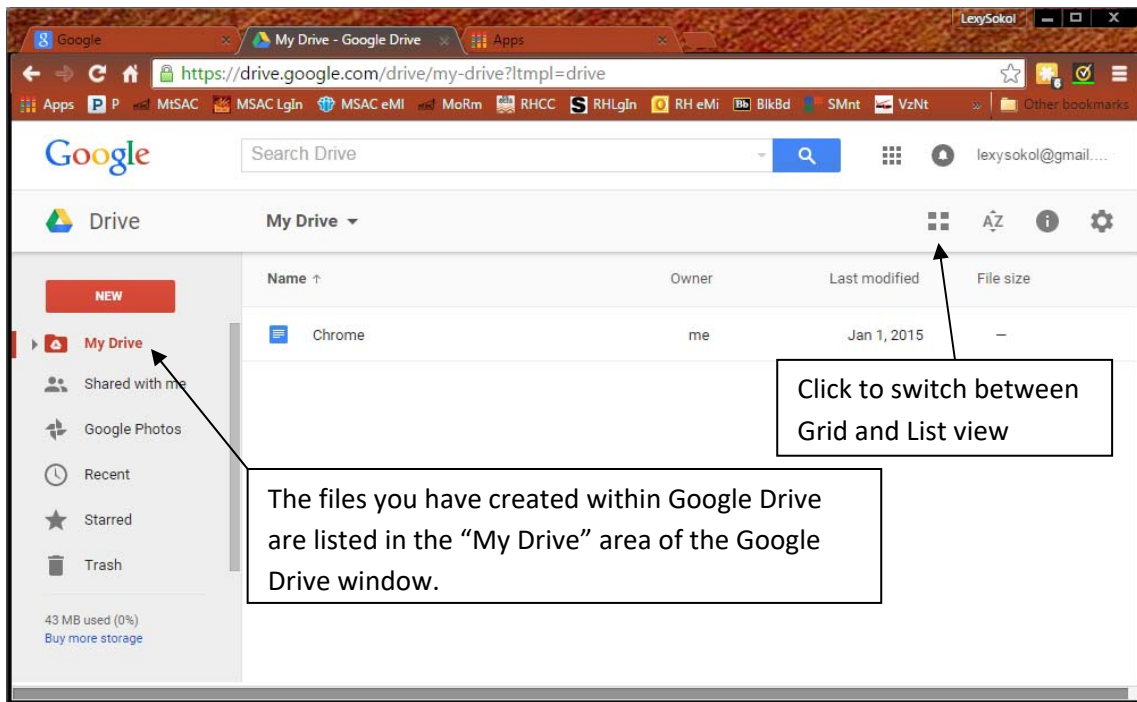 LexySokol
Google
My Drive - Google Drive
Apps
https://drive.google.com/drive/my-drive?ltmpl=drive
6
Apps P P MtSAC MSAC LgIn MSAC eMl MoRm RHCC S RHLgIn O RH eMi Bb BlkBd SMnt VzNt » Other bookmarks
Google
Search Drive
lexysokol@gmail....
Drive
My Drive
AZ
Name ↑ Owner Last modified File size
NEW
Chrome me Jan 1, 2015 —
My Drive
Shared with me
Google Photos
Recent
Starred
Trash
43 MB used (0%)
Buy more storage
Click to switch between
Grid and List view
The files you have created within Google Drive
are listed in the “My Drive” area of the Google
Drive window.